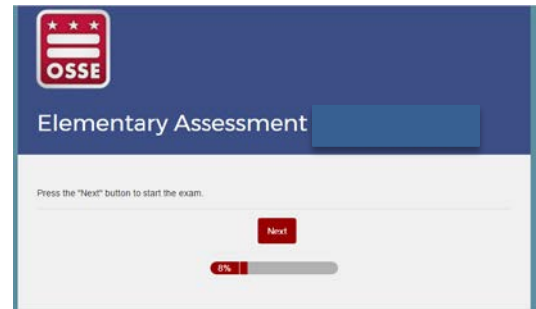 OSSE
Elementary Assessment
Press the "Next" button to start the exam.
Next
8%